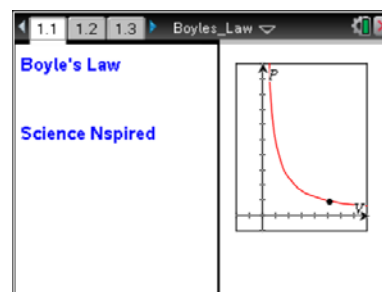 1.1 1.2 1.3 Boyles_Law
Boyle's Law
Science Nspired
P
V